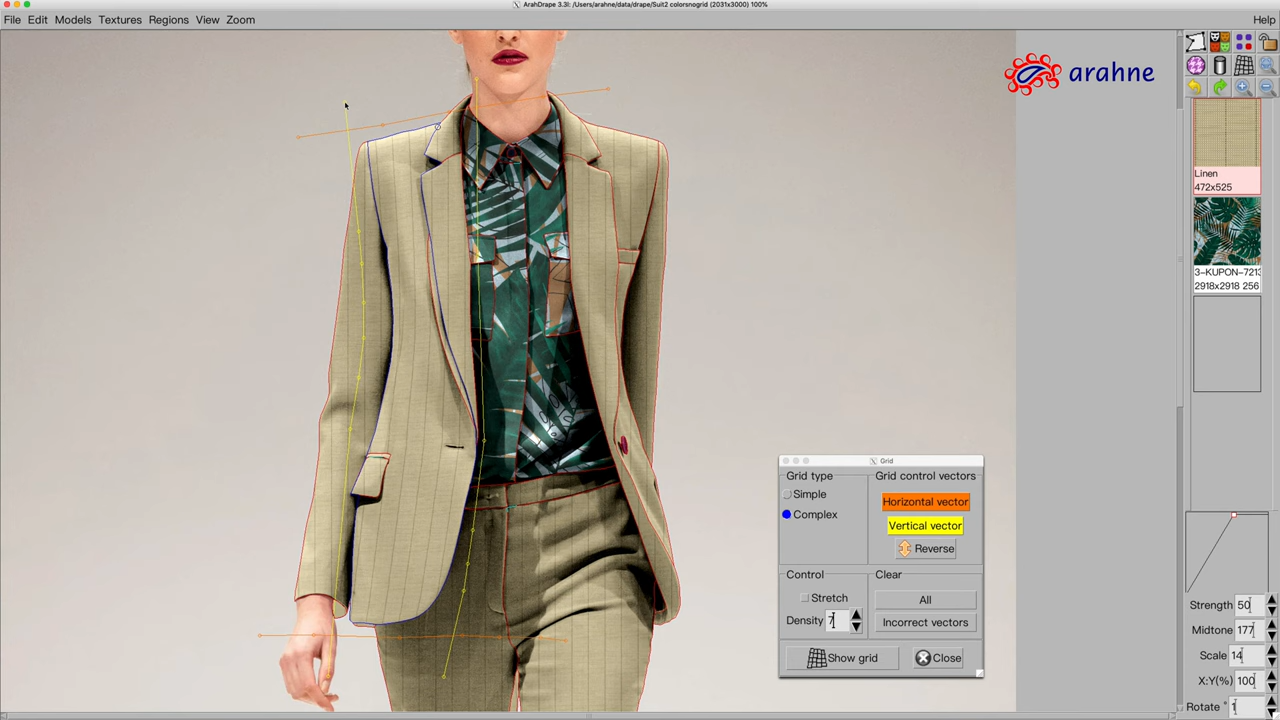 ArahDrape 3.3l: /Users/arahne/data/drape/Suit2 colorsnogrid (2031x3000) 100%
File Edit Models Textures Regions View Zoom Help
arahne
Linen
472x525
3-KUPON-7213
2918x2918 256
Grid
Grid type
Simple
Complex
Grid control vectors
Horizontal vector
Vertical vector
Reverse
Control
Stretch
Density 7
Clear
All
Incorrect vectors
Show grid
Close
Strength 50
Midtone 177
Scale 14
X:Y(%) 100
Rotate ° 1